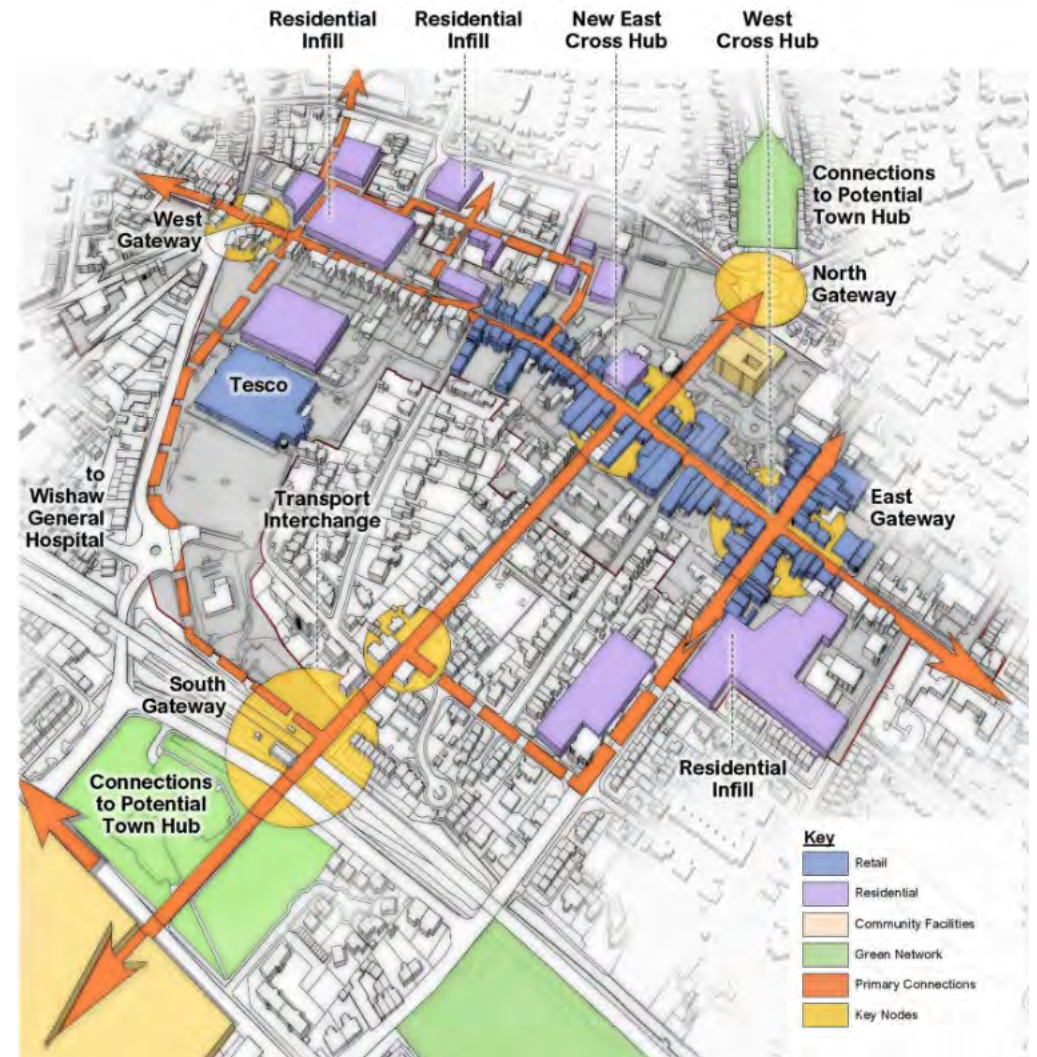 Residential
Infill
Residential
Infill
New East
Cross Hub
West
Cross Hub
Connections
to Potential
Town Hub
West
Gateway
North
Gateway
Tesco
to
Wishaw
General
Hospital
Transport
Interchange
East
Gateway
South
Gateway
Connections
to Potential
Town Hub
Residential
Infill
Key
Retail
Residential
Community Facilities
Green Network
Primary Connections
Key Nodes